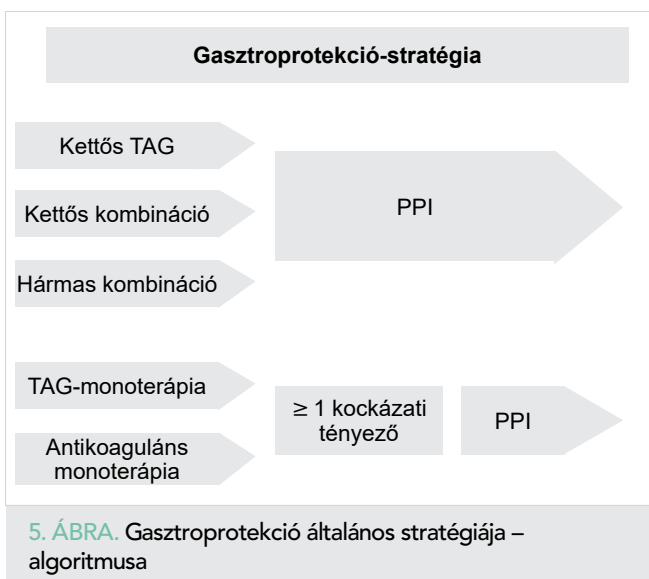 Gasztroprotekció-stratégia
Kettős TAG
Kettős kombináció
Hármas kombináció
PPI
TAG-monoterápia
Antikoaguláns
monoterápia
≥ 1 kockázati
tényező
PPI
5. ÁBRA. Gasztroprotekció általános stratégiája –
algoritmusa